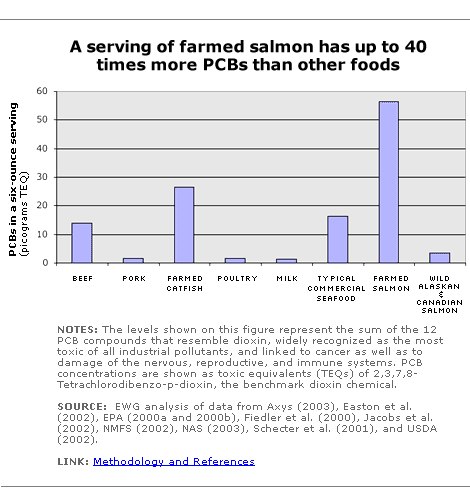 A serving of farmed salmon has up to 40
times more PCBs than other foods
PCBs in a six-ounce serving
(picograms TEQ)
60
50
40
30
20
10
0
BEEF
PORK
FARMED
CATFISH
POULTRY
MILK
TYPICAL
COMMERCIAL
SEAFOOD
FARMED
SALMON
WILD
ALASKAN
&
CANADIAN
SALMON
NOTES: The levels shown on this figure represent the sum of the 12
PCB compounds that resemble dioxin, widely recognized as the most
toxic of all industrial pollutants, and linked to cancer as well as to
damage of the nervous, reproductive, and immune systems. PCB
concentrations are shown as toxic equivalents (TEQs) of 2,3,7,8-
Tetrachlorodibenzo-p-dioxin, the benchmark dioxin chemical.
SOURCE: EWG analysis of data from Axys (2003), Easton et al.
(2002), EPA (2000a and 2000b), Fiedler et al. (2000), Jacobs et al.
(2002), NMFS (2002), NAS (2003), Schecter et al. (2001), and USDA
(2002).
LINK: Methodology and References